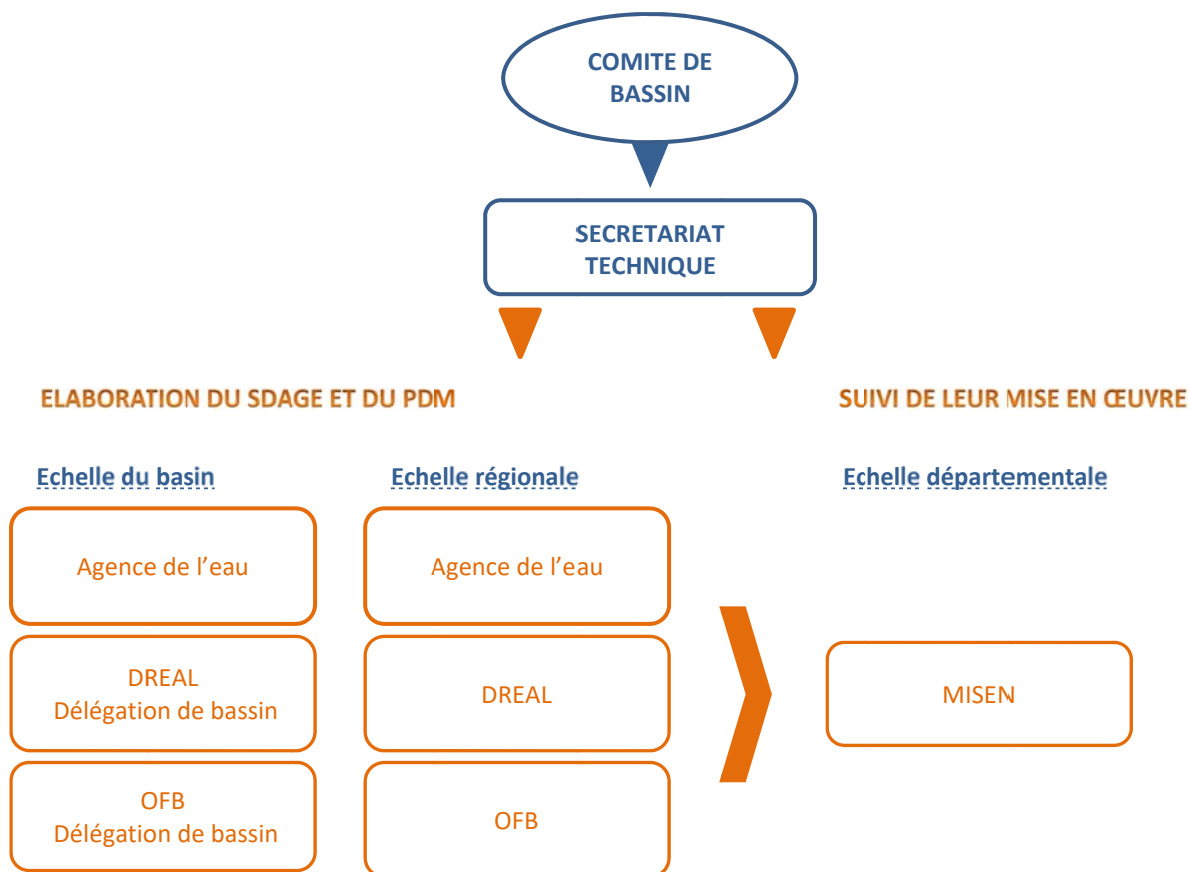 COMITE DE
BASSIN
SECRETARIAT
TECHNIQUE
ELABORATION DU SDAGE ET DU PDM
SUIVI DE LEUR MISE EN ŒUVRE
Echelle du basin
Echelle régionale
Echelle départementale
Agence de l’eau
Agence de l’eau
DREAL
Délégation de bassin
DREAL
MISEN
OFB
Délégation de bassin
OFB